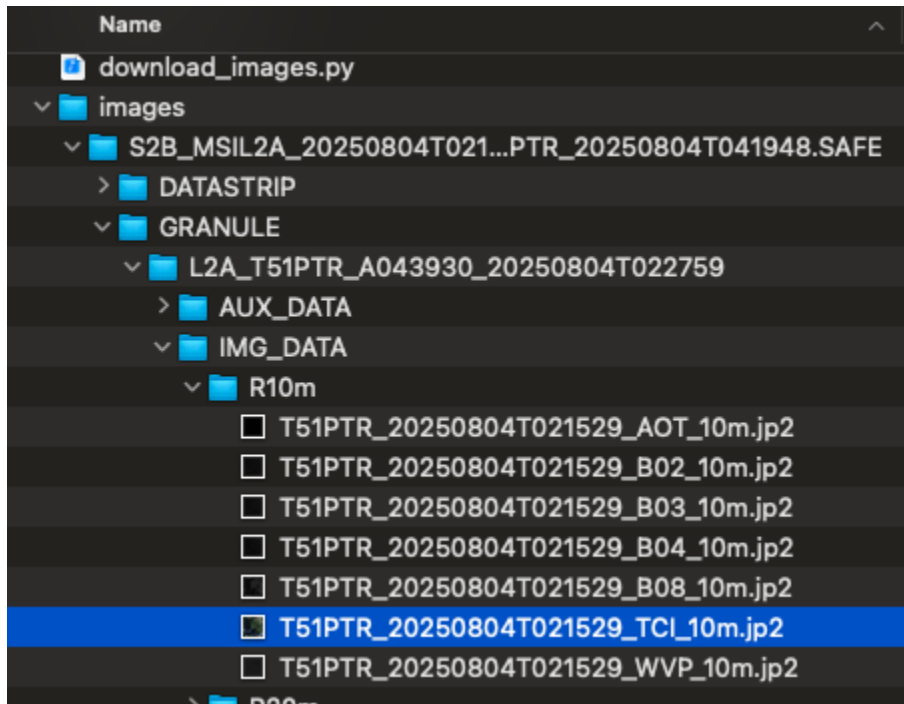 Name
download_images.py
images
S2B_MSIL2A_20250804T021...PTR_20250804T041948.SAFE
DATASTRIP
GRANULE
L2A_T51PTR_A043930_20250804T022759
AUX_DATA
IMG_DATA
R10m
T51PTR_20250804T021529_AOT_10m.jp2
T51PTR_20250804T021529_B02_10m.jp2
T51PTR_20250804T021529_B03_10m.jp2
T51PTR_20250804T021529_B04_10m.jp2
T51PTR_20250804T021529_B08_10m.jp2
T51PTR_20250804T021529_TCI_10m.jp2
T51PTR_20250804T021529_WVP_10m.jp2